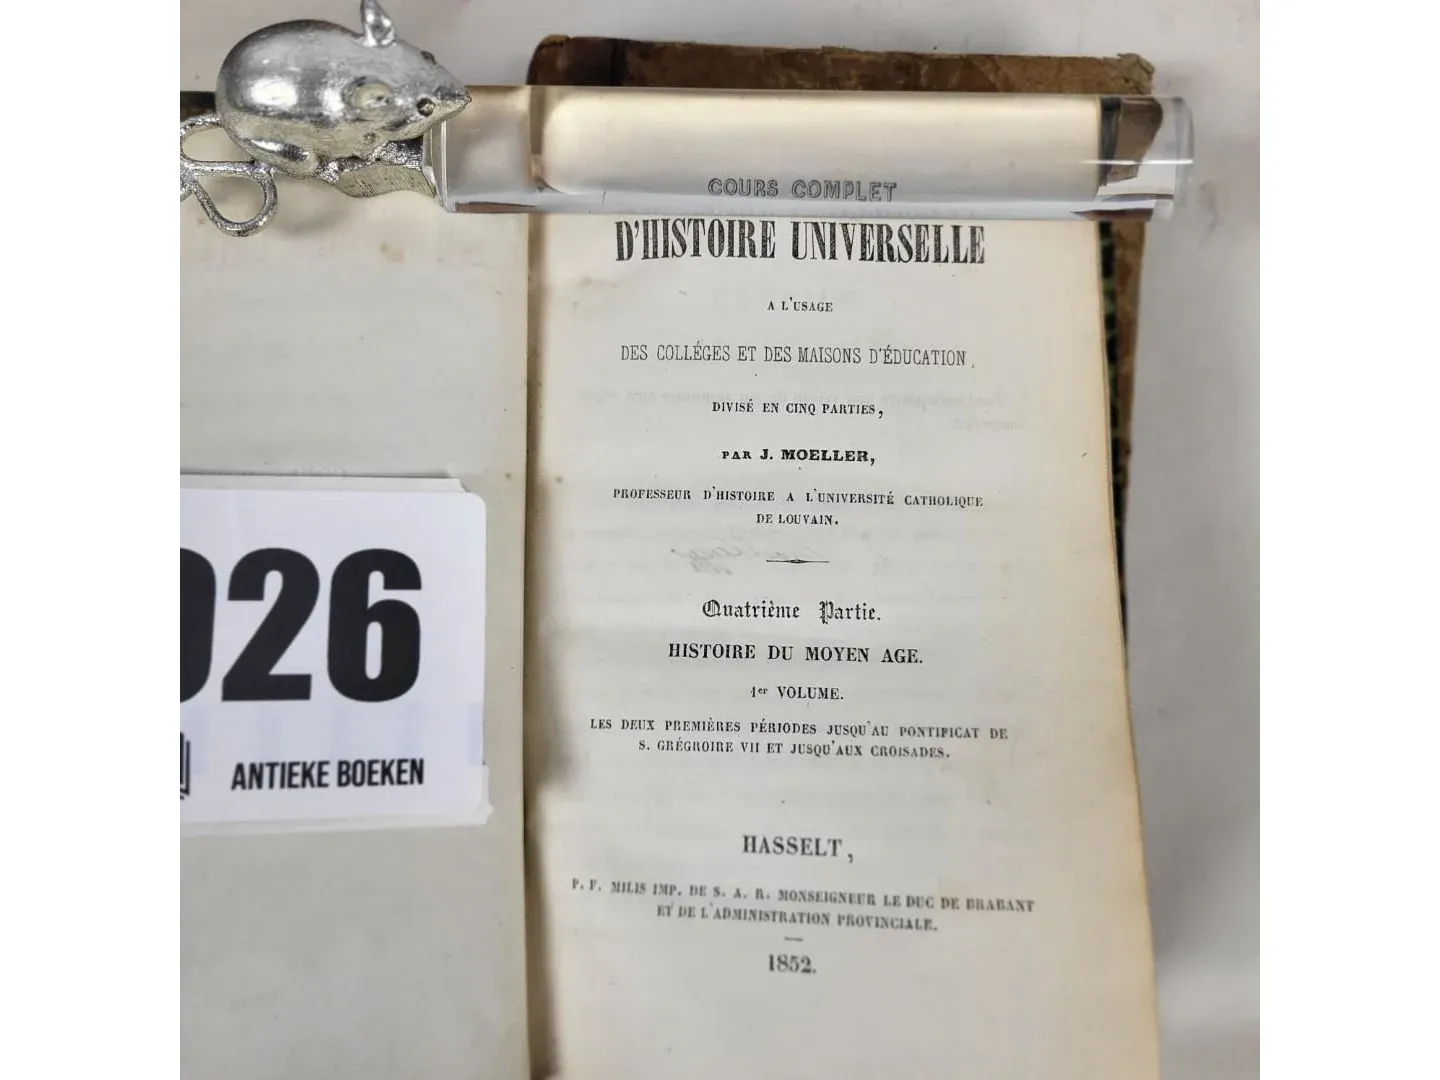 COURS COMPLET
D'HISTOIRE UNIVERSELLE
A L'USAGE
DES COLLÉGES ET DES MAISONS D'ÉDUCATION,
DIVISÉ EN CINQ PARTIES,
PAR J. MOELLER,
PROFESSEUR D'HISTOIRE A L'UNIVERSITÉ CATHOLIQUE
DE LOUVAIN.
Quatrième Partie.
HISTOIRE DU MOYEN AGE.
1er VOLUME.
LES DEUX PREMIÈRES PÉRIODES JUSQU'AU PONTIFICAT DE
S. GRÉGROIRE VII ET JUSQU'AUX CROISADES.
HASSELT,
P. F. MILIS IMP. DE S. A. R. MONSEIGNEUR LE DUC DE BRABANT
ET DE L'ADMINISTRATION PROVINCIALE.
1852.
26
ANTIEKE BOEKEN